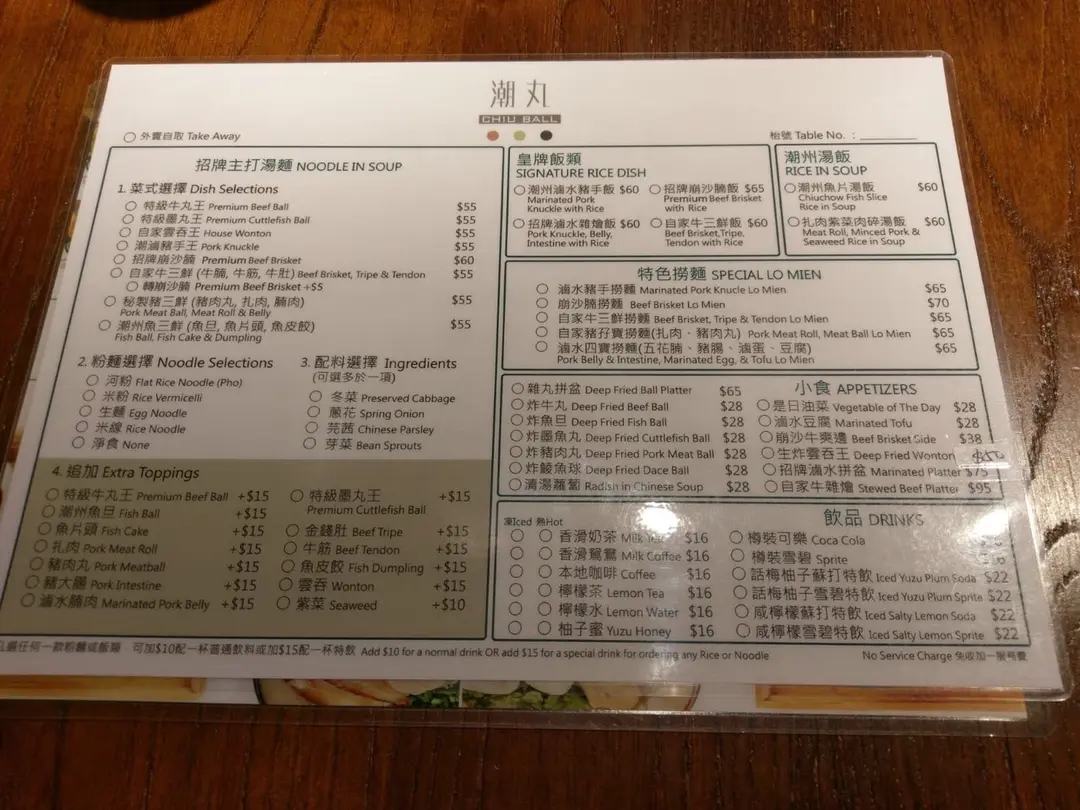 潮丸
CHIU BALL
外賣自取 Take Away
枱號 Table No. :
招牌主打湯麵 NOODLE IN SOUP
1. 菜式選擇 Dish Selections
特級牛丸王 Premium Beef Ball $55
特級墨丸王 Premium Cuttlefish Ball $55
自家雲吞王 House Wonton $55
潮滷豬手王 Pork Knuckle $55
招牌崩沙腩 Premium Beef Brisket $60
自家牛三鮮 (牛腩, 牛筋, 牛肚) Beef Brisket, Tripe & Tendon $55
轉崩沙腩 Premium Beef Brisket +$5
秘製豬三鮮 (豬肉丸, 扎肉, 腩肉) $55
Pork Meat Ball, Meat Roll & Belly
潮州魚三鮮 (魚旦, 魚片頭, 魚皮餃) $55
Fish Ball, Fish Cake & Dumpling
2. 粉麵選擇 Noodle Selections
河粉 Flat Rice Noodle (Pho)
米粉 Rice Vermicelli
生麵 Egg Noodle
米線 Rice Noodle
淨食 None
3. 配料選擇 Ingredients
(可選多於一項)
冬菜 Preserved Cabbage
蔥花 Spring Onion
芫茜 Chinese Parsley
芽菜 Bean Sprouts
4. 追加 Extra Toppings
特級牛丸王 Premium Beef Ball +$15
潮州魚旦 Fish Ball +$15
魚片頭 Fish Cake +$15
扎肉 Pork Meat Roll +$15
豬肉丸 Pork Meatball +$15
豬大腸 Pork Intestine +$15
滷水腩肉 Marinated Pork Belly +$15
特級墨丸王 +$15
Premium Cuttlefish Ball
金錢肚 Beef Tripe +$15
牛筋 Beef Tendon +$15
魚皮餃 Fish Dumpling +$15
雲吞 Wonton +$15
紫菜 Seaweed +$10
皇牌飯類
SIGNATURE RICE DISH
潮州滷水豬手飯 $60
Marinated Pork
Knuckle with Rice
招牌崩沙腩飯 $65
Premium Beef Brisket
with Rice
招牌滷水雜燴飯 $60
Pork Knuckle, Belly,
Intestine with Rice
自家牛三鮮飯 $60
Beef Brisket,Tripe,
Tendon with Rice
潮州湯飯
RICE IN SOUP
潮州魚片湯飯 $60
Chiuchow Fish Slice
Rice in Soup
扎肉紫菜肉碎湯飯 $60
Meat Roll, Minced Pork &
Seaweed Rice in Soup
特色撈麵 SPECIAL LO MIEN
滷水豬手撈麵 Marinated Pork Knucle Lo Mien $65
崩沙腩撈麵 Beef Brisket Lo Mien $70
自家牛三鮮撈麵 Beef Brisket, Tripe & Tendon Lo Mien $65
自家豬孖寶撈麵(扎肉、豬肉丸) Pork Meat Roll, Meat Ball Lo Mien $65
滷水四寶撈麵(五花腩、豬腸、滷蛋、豆腐) $65
Pork Belly & Intestine, Marinated Egg, & Tofu Lo Mien
小食 APPETIZERS
雜丸拼盆 Deep Fried Ball Platter $65
炸牛丸 Deep Fried Beef Ball $28
炸魚旦 Deep Fried Fish Ball $28
炸墨魚丸 Deep Fried Cuttlefish Ball $28
炸豬肉丸 Deep Fried Pork Meat Ball $28
炸鯪魚球 Deep Fried Dace Ball $28
清湯蘿蔔 Radish in Chinese Soup $28
是日油菜 Vegetable of The Day $28
滷水豆腐 Marinated Tofu $28
崩沙牛爽邊 Beef Brisket Side $38
生炸雲吞王 Deep Fried Wonton
招牌滷水拼盆 Marinated Platter $75
自家牛雜燴 Stewed Beef Platter $95
飲品 DRINKS
凍Iced 熱Hot
香滑奶茶 Milk Tea $16
香滑鴛鴦 Milk Coffee $16
本地咖啡 Coffee $16
檸檬茶 Lemon Tea $16
檸檬水 Lemon Water $16
柚子蜜 Yuzu Honey $16
樽裝可樂 Coca Cola
樽裝雪碧 Sprite
話梅柚子蘇打特飲 Iced Yuzu Plum Soda $22
話梅柚子雪碧特飲 Iced Yuzu Plum Sprite $22
咸檸檬蘇打特飲 Iced Salty Lemon Soda $22
咸檸檬雪碧特飲 Iced Salty Lemon Sprite $22
凡選任何一款粉麵或飯類 可加$10配一杯普通飲料或加$15配一杯特飲 Add $10 for a normal drink OR add $15 for a special drink for ordering any Rice or Noodle
No Service Charge 免收加一服務費